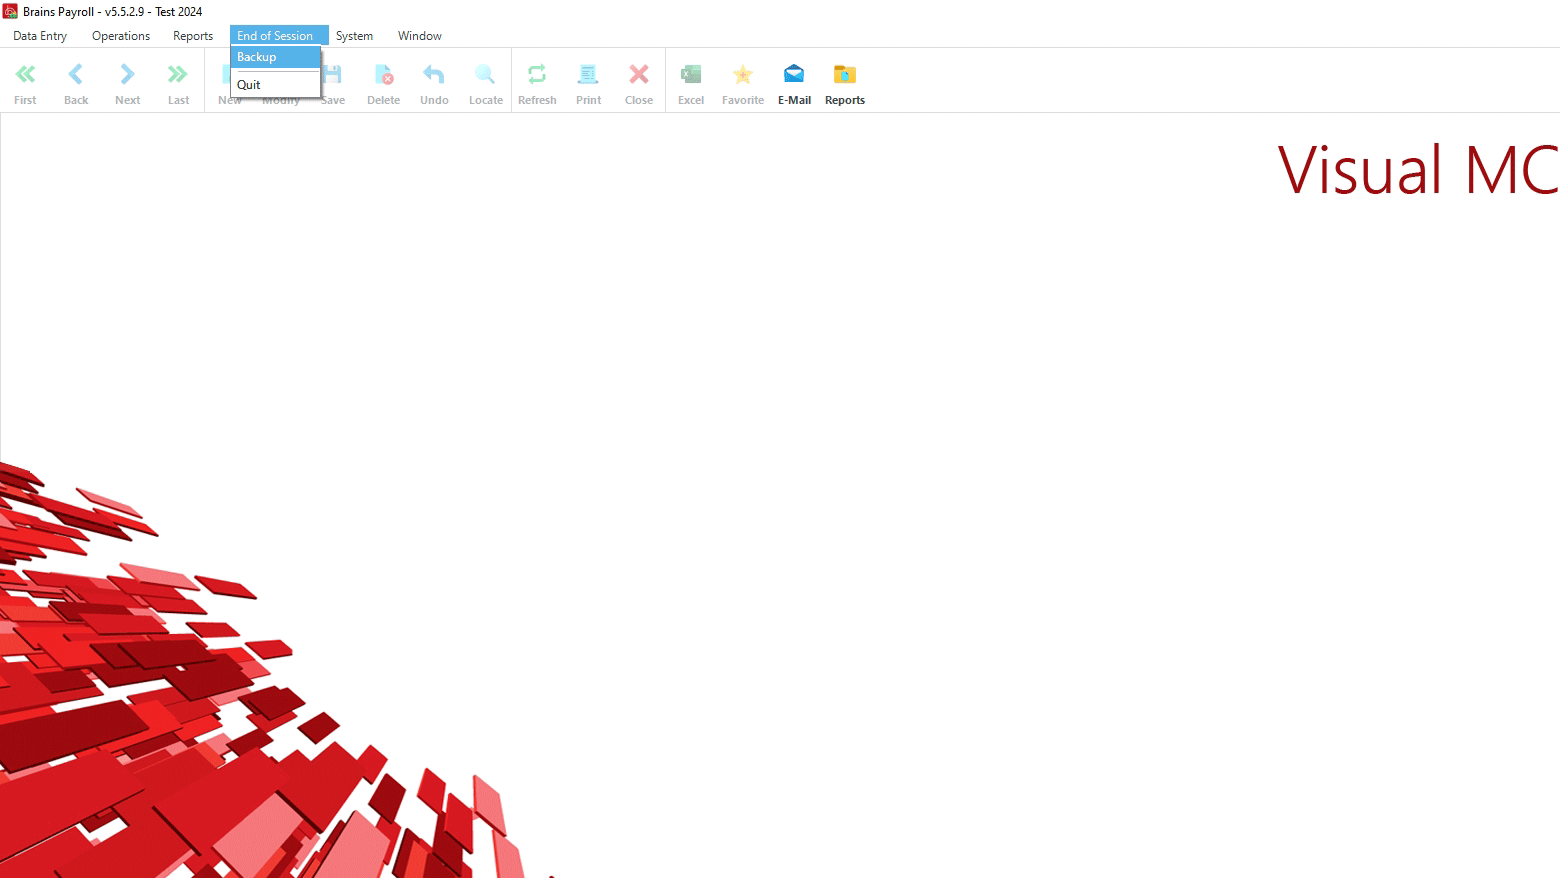 Brains Payroll - v5.5.2.9 - Test 2024
Data Entry Operations Reports End of Session System Window
Backup
Quit
First Back Next Last New Modify Save Delete Undo Locate Refresh Print Close Excel Favorite E-Mail Reports
Visual MC